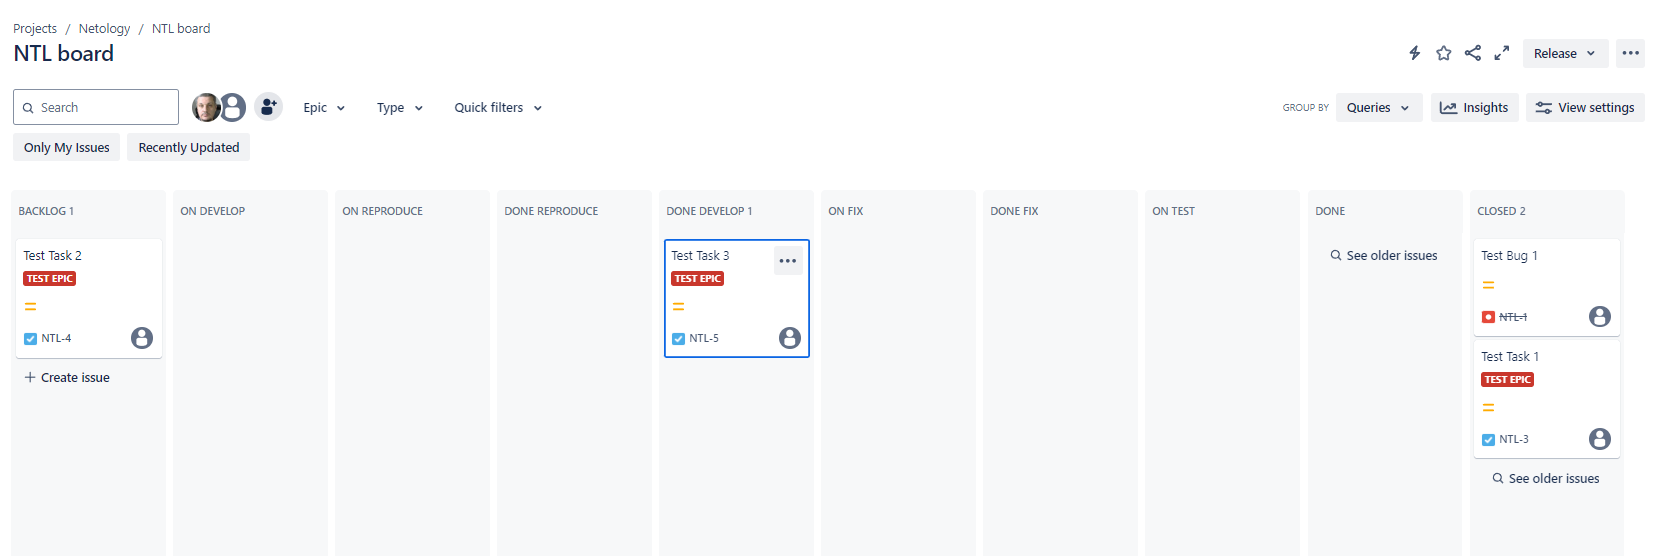 Projects / Netology / NTL board
NTL board
Release
Search
Epic
Type
Quick filters
GROUP BY
Queries
Insights
View settings
Only My Issues
Recently Updated
BACKLOG 1
Test Task 2
TEST EPIC
NTL-4
Create issue
ON DEVELOP
ON REPRODUCE
DONE REPRODUCE
DONE DEVELOP 1
Test Task 3
TEST EPIC
NTL-5
ON FIX
DONE FIX
ON TEST
DONE
See older issues
CLOSED 2
Test Bug 1
NTL-1
Test Task 1
TEST EPIC
NTL-3
See older issues